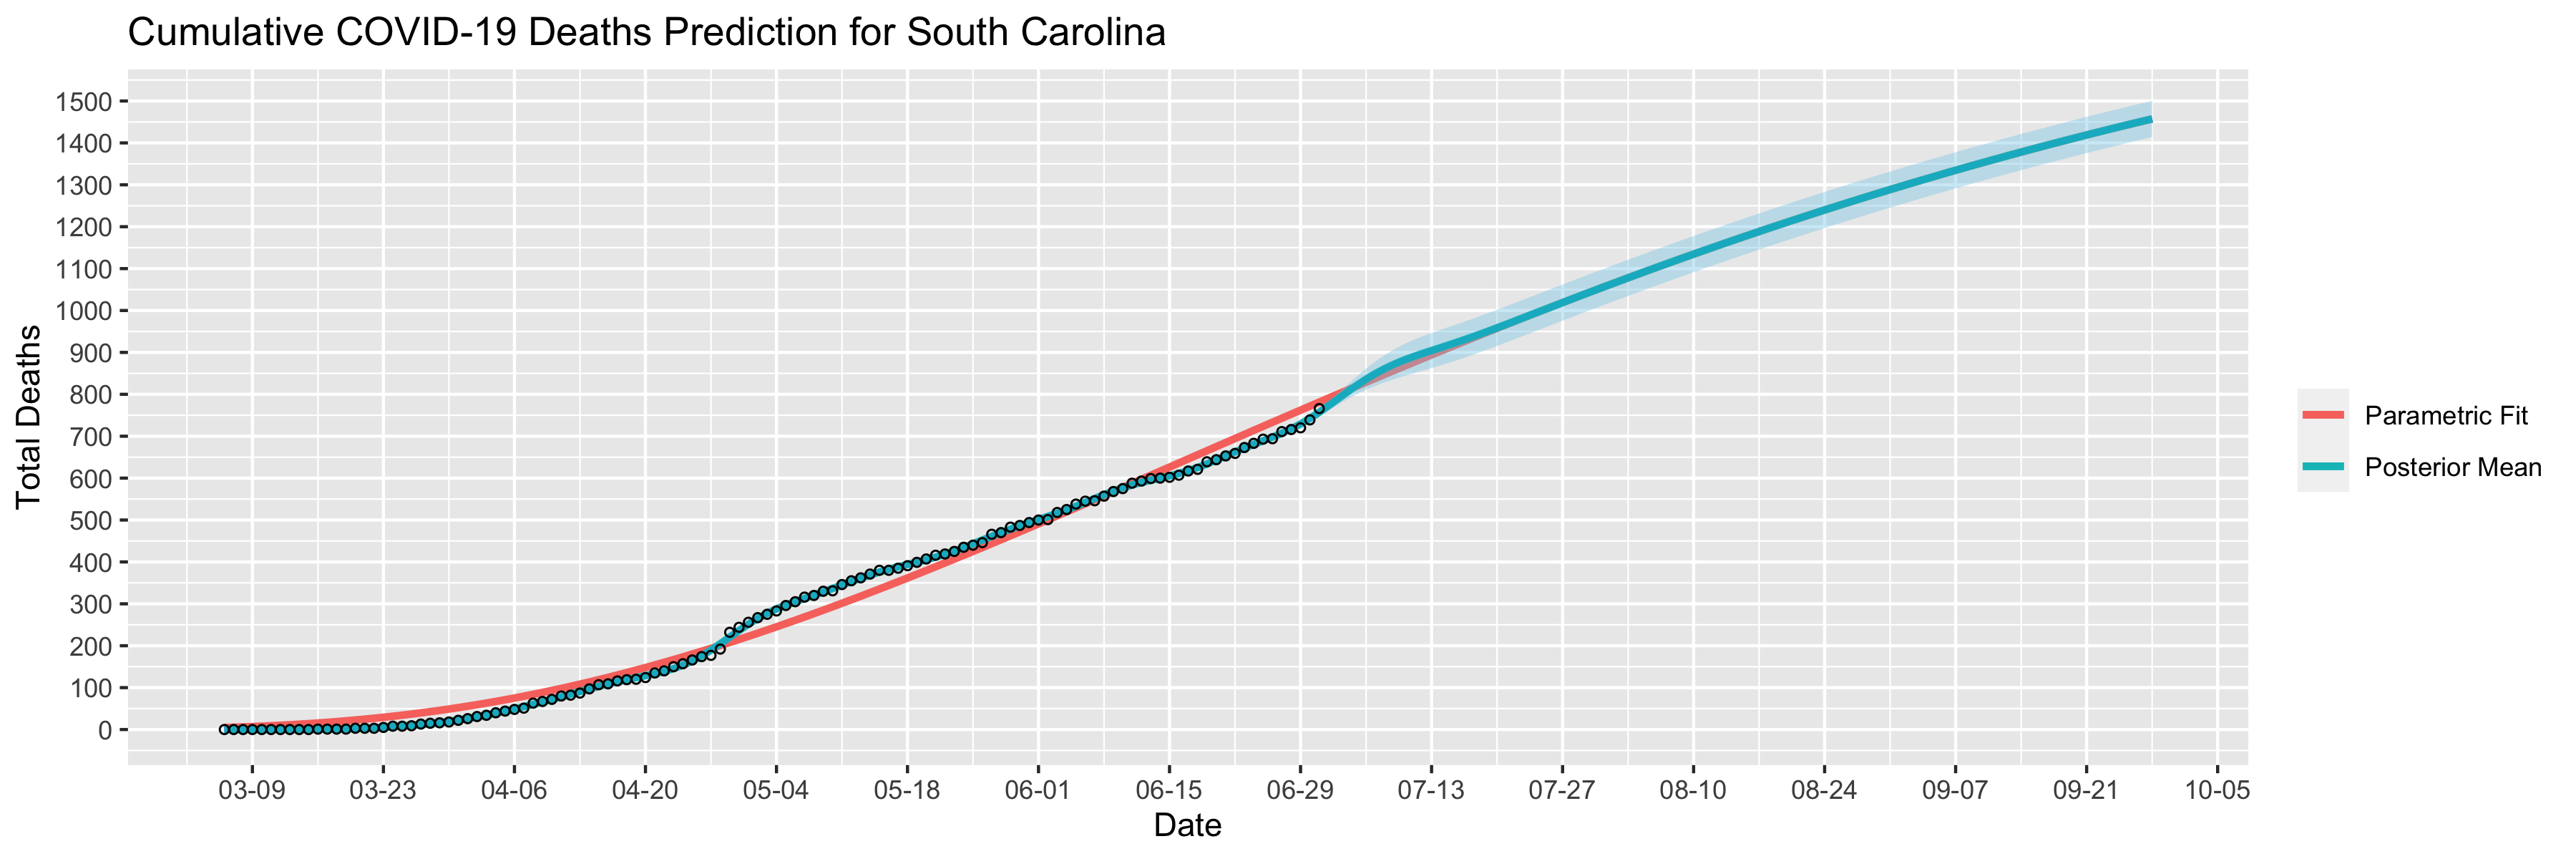 Cumulative COVID-19 Deaths Prediction for South Carolina
1500
1400
1300
1200
1100
1000
900
800
700
600
500
400
300
200
100
0
Total Deaths
03-09 03-23 04-06 04-20 05-04 05-18 06-01 06-15 06-29 07-13 07-27 08-10 08-24 09-07 09-21 10-05
Date
Parametric Fit
Posterior Mean